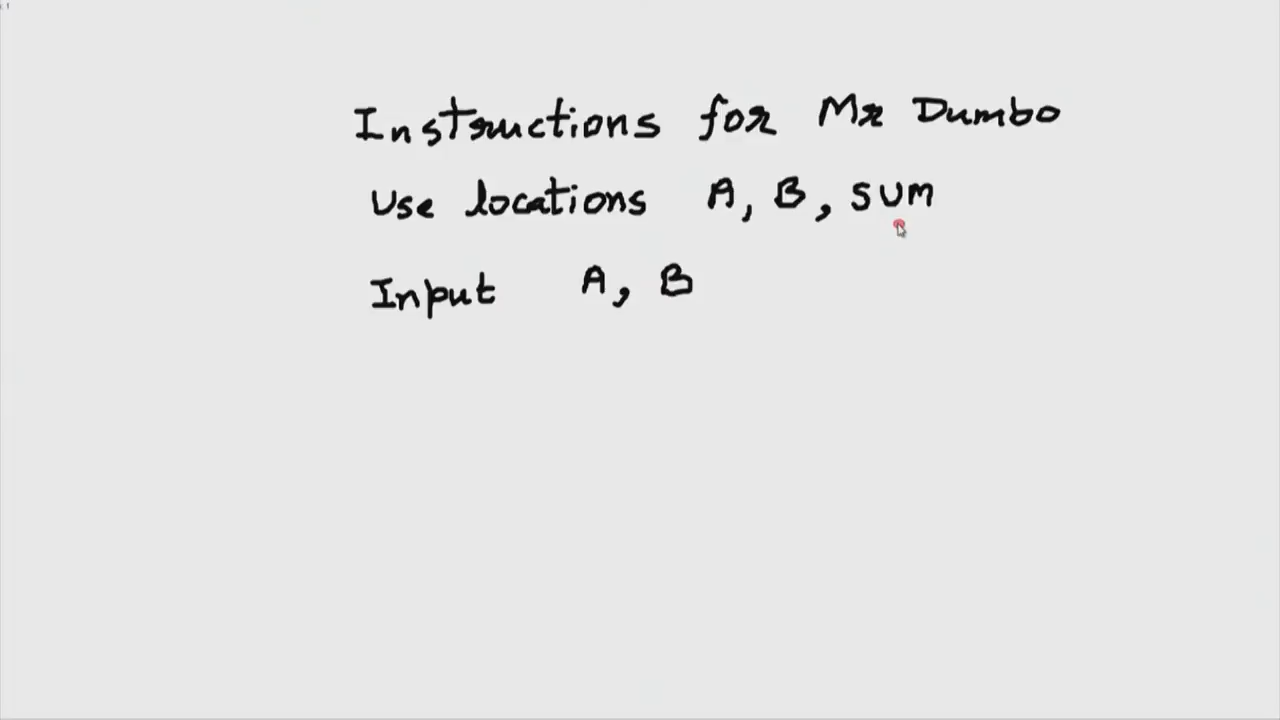 Instructions for Mr Dumbo
Use locations A, B, SUM
Input A, B